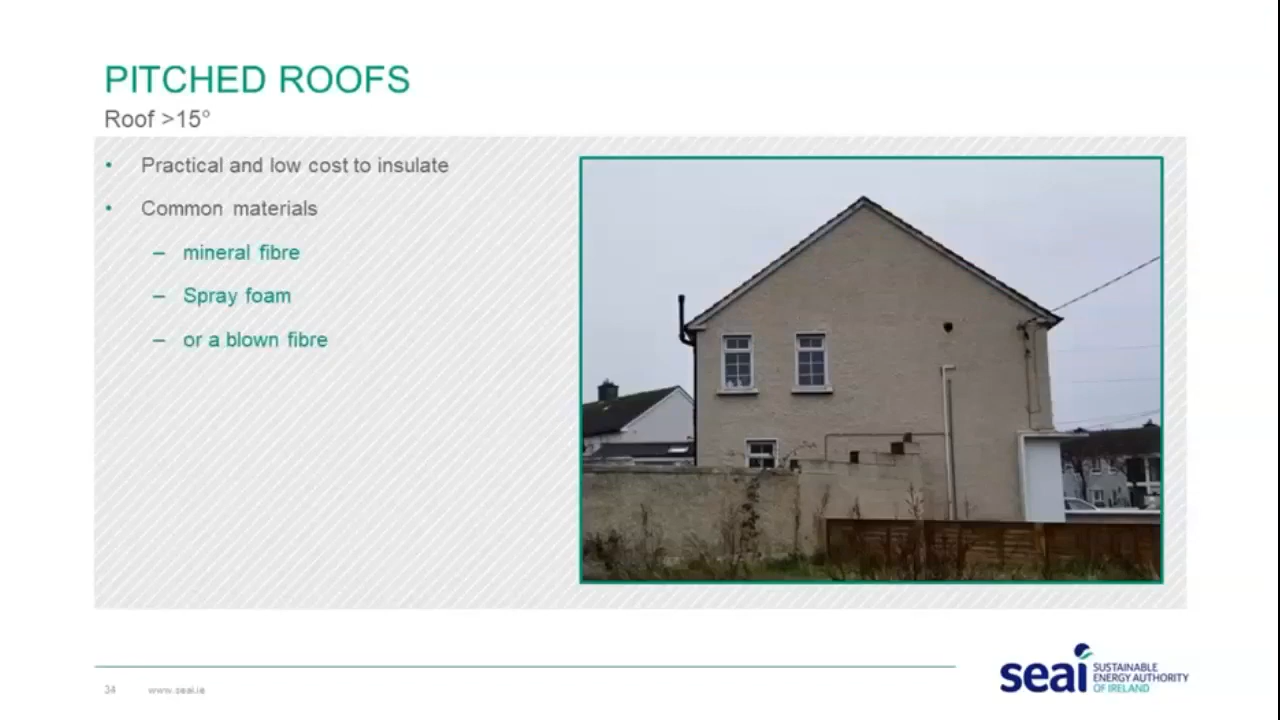 PITCHED ROOFS
Roof >15°
• Practical and low cost to insulate
• Common materials
– mineral fibre
– Spray foam
– or a blown fibre
34 www.seai.ie
seai SUSTAINABLE
ENERGY AUTHORITY
OF IRELAND